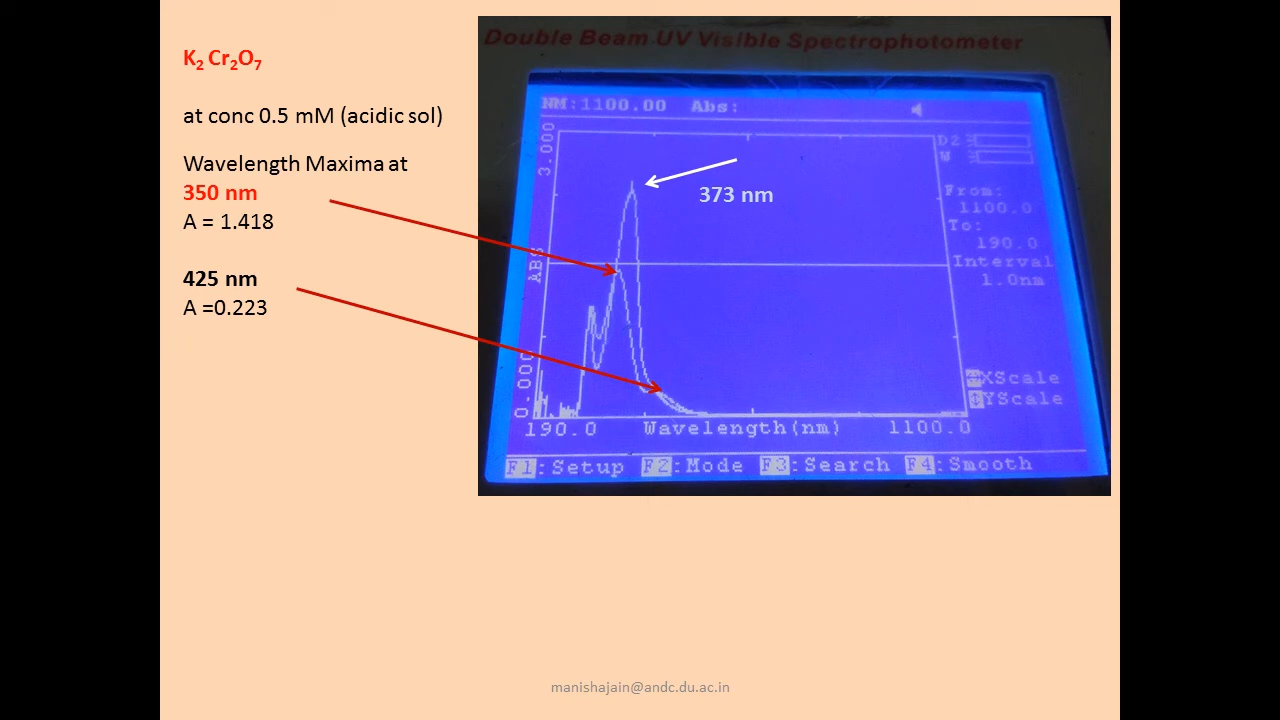 K₂ Cr₂O₇
at conc 0.5 mM (acidic sol)
Wavelength Maxima at
350 nm
A = 1.418
425 nm
A =0.223
Double Beam UV Visible Spectrophotometer
NM:1100.00 Abs:
3.000
ABS
0.000
373 nm
D2
W
From:
1100.0
To:
190.0
Interval
1.0nm
XScale
YScale
190.0 Wavelength(nm) 1100.0
F1:Setup F2:Mode F3:Search F4:Smooth
manishajain@andc.du.ac.in